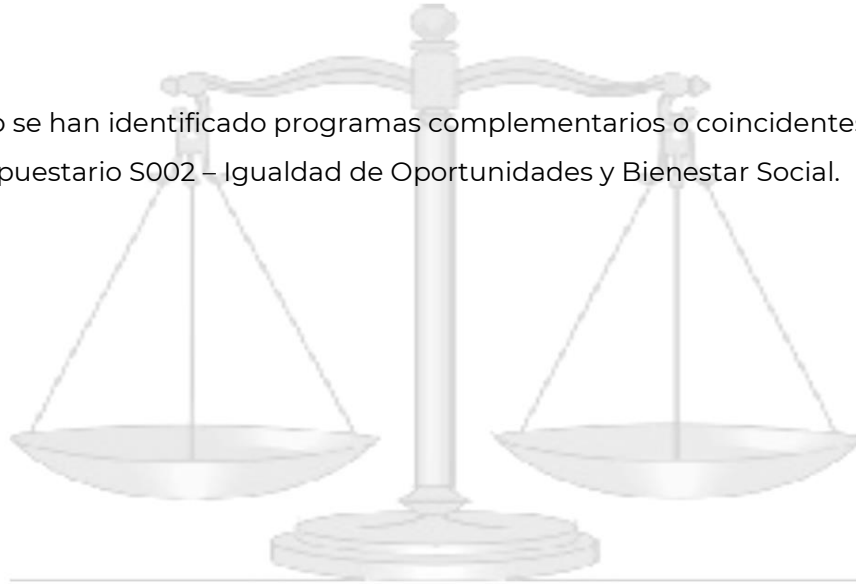 o se han identificado programas complementarios o coincidentes
puestario S002 – Igualdad de Oportunidades y Bienestar Social.